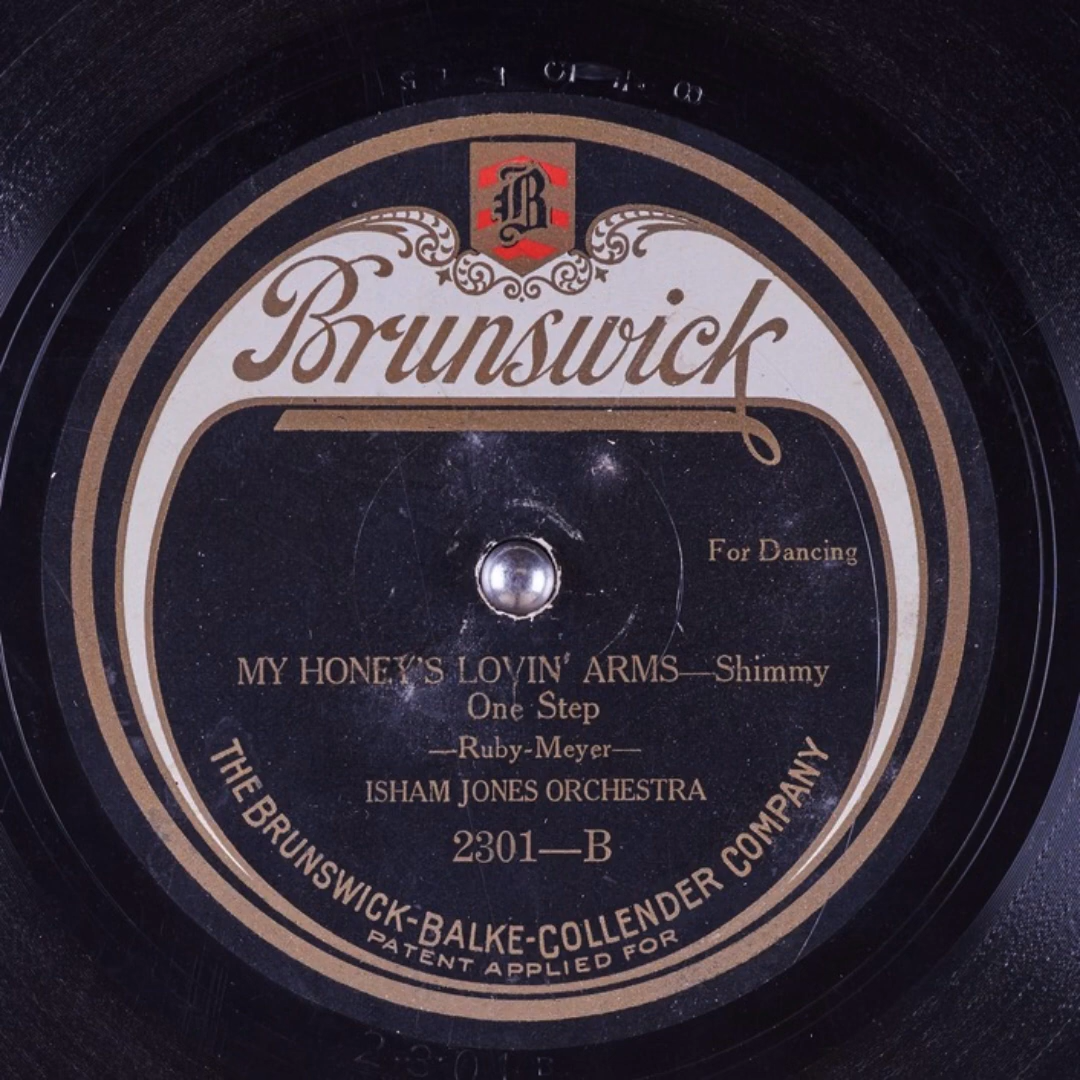 B
Brunswick
For Dancing
MY HONEY'S LOVIN' ARMS—Shimmy
One Step
—Ruby-Meyer—
ISHAM JONES ORCHESTRA
2301—B
THE BRUNSWICK-BALKE-COLLENDER COMPANY
PATENT APPLIED FOR